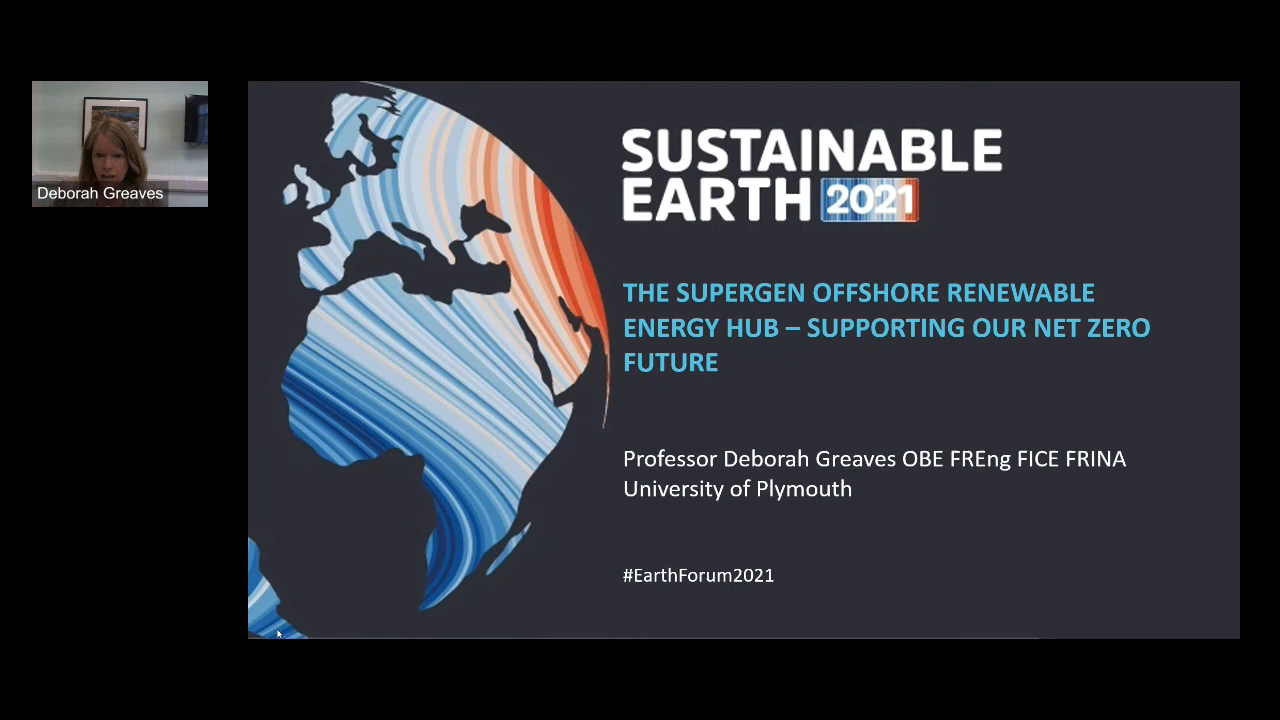 Deborah Greaves
SUSTAINABLE
EARTH 2021
THE SUPERGEN OFFSHORE RENEWABLE
ENERGY HUB – SUPPORTING OUR NET ZERO
FUTURE
Professor Deborah Greaves OBE FREng FICE FRINA
University of Plymouth
#EarthForum2021